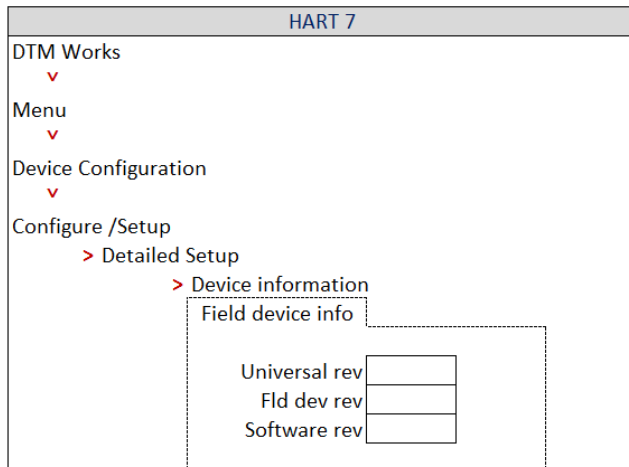 HART 7
DTM Works
v
Menu
v
Device Configuration
v
Configure /Setup
> Detailed Setup
> Device information
Field device info
Universal rev
Fld dev rev
Software rev